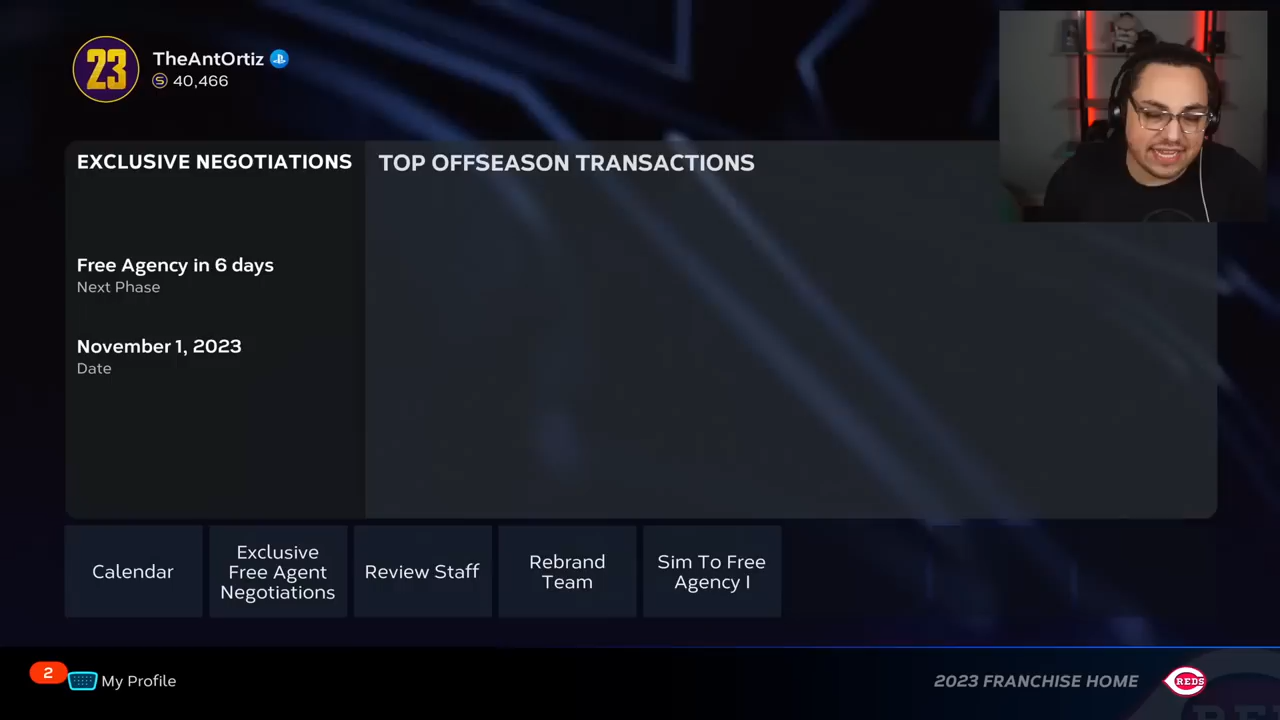 23
TheAntOrtiz
40,466
EXCLUSIVE NEGOTIATIONS
Free Agency in 6 days
Next Phase
November 1, 2023
Date
TOP OFFSEASON TRANSACTIONS
Calendar
Exclusive
Free Agent
Negotiations
Review Staff
Rebrand
Team
Sim To Free
Agency I
2
My Profile
2023 FRANCHISE HOME
REDS